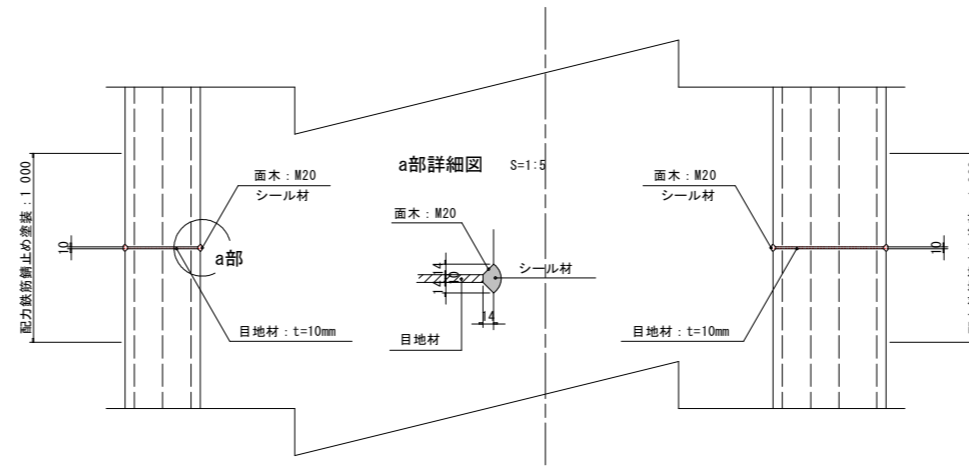 a部詳細図 S=1:5
面木：M20
シール材
面木：M20
シール材
面木：M20
配力鉄筋錆止め塗装：1 000
10
a部
14
10
14
シール材
14
目地材
目地材：t=10mm
目地材：t=10mm
10